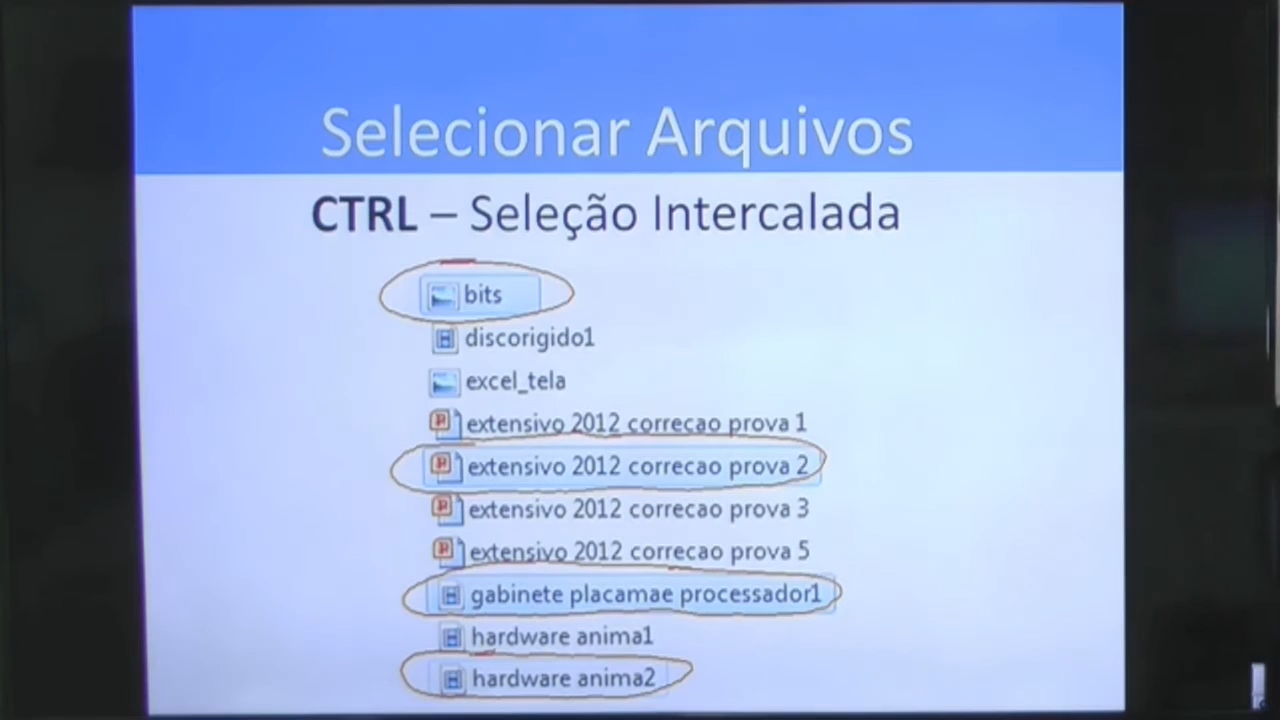 Selecionar Arquivos
CTRL – Seleção Intercalada
bits
discorigido1
excel_tela
extensivo 2012 correcao prova 1
extensivo 2012 correcao prova 2
extensivo 2012 correcao prova 3
extensivo 2012 correcao prova 5
gabinete placamae processador1
hardware anima1
hardware anima2